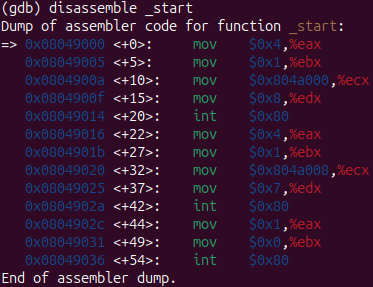 (gdb) disassemble _start
Dump of assembler code for function _start:
=> 0x08049000 <+0>:     mov    $0x4,%eax
   0x08049005 <+5>:     mov    $0x1,%ebx
   0x0804900a <+10>:    mov    $0x804a000,%ecx
   0x0804900f <+15>:    mov    $0x8,%edx
   0x08049014 <+20>:    int    $0x80
   0x08049016 <+22>:    mov    $0x4,%eax
   0x0804901b <+27>:    mov    $0x1,%ebx
   0x08049020 <+32>:    mov    $0x804a008,%ecx
   0x08049025 <+37>:    mov    $0x7,%edx
   0x0804902a <+42>:    int    $0x80
   0x0804902c <+44>:    mov    $0x1,%eax
   0x08049031 <+49>:    mov    $0x0,%ebx
   0x08049036 <+54>:    int    $0x80
End of assembler dump.